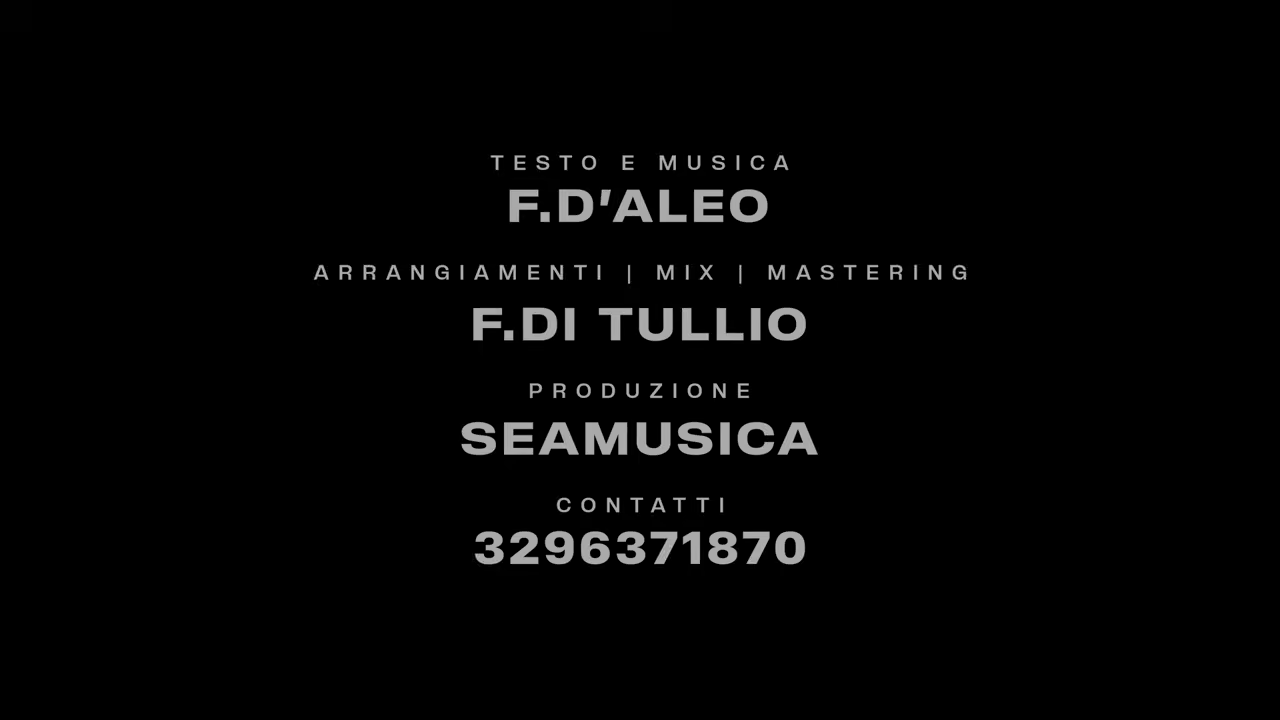 TESTO E MUSICA
F.D'ALEO
ARRANGIAMENTI | MIX | MASTERING
F.DI TULLIO
PRODUZIONE
SEAMUSICA
CONTATTI
3296371870